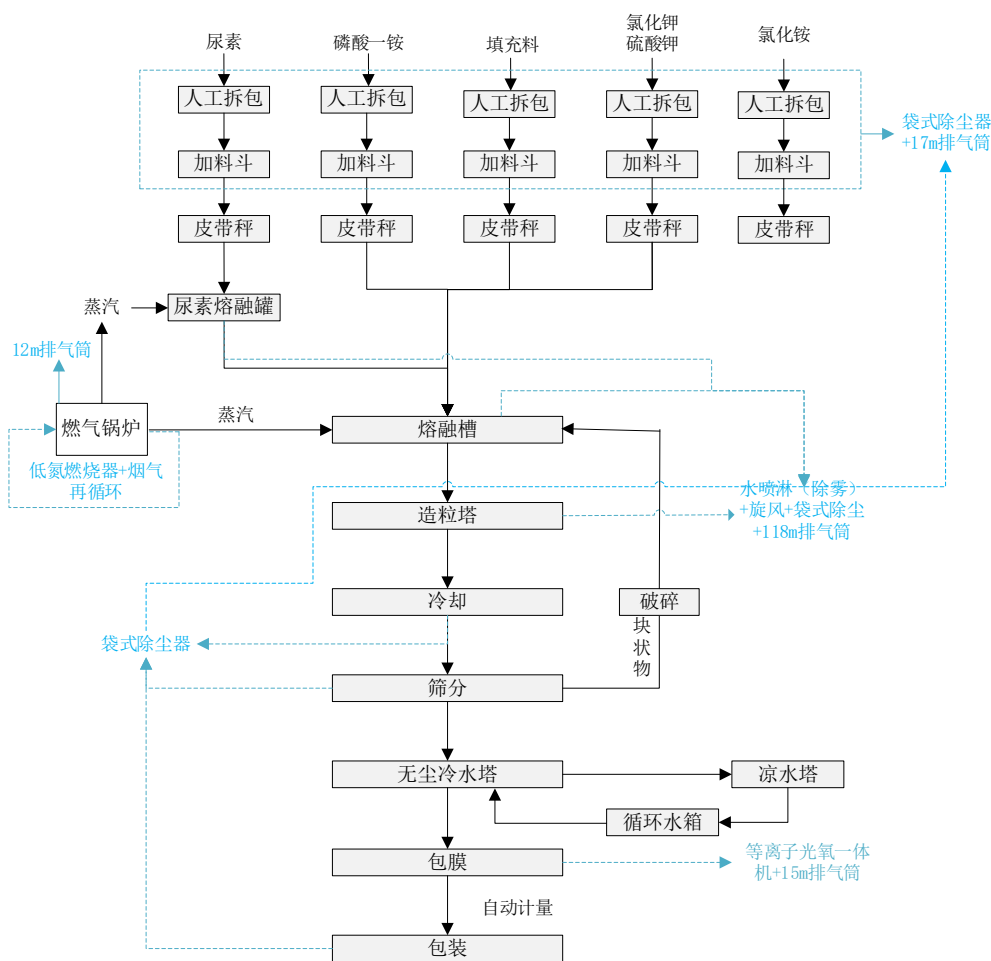 尿素
磷酸一铵
填充料
氯化钾
硫酸钾
氯化铵
人工拆包
人工拆包
人工拆包
人工拆包
人工拆包
袋式除尘器
+17m排气筒
加料斗
加料斗
加料斗
加料斗
加料斗
皮带秤
皮带秤
皮带秤
皮带秤
皮带秤
蒸汽
尿素熔融罐
12m排气筒
燃气锅炉
蒸汽
熔融槽
低氮燃烧器+烟气
再循环
水喷淋（除雾）
+旋风+袋式除尘
+118m排气筒
造粒塔
冷却
破碎
块
状
物
袋式除尘器
筛分
无尘冷水塔
凉水塔
循环水箱
包膜
等离子光氧一体
机+15m排气筒
自动计量
包装